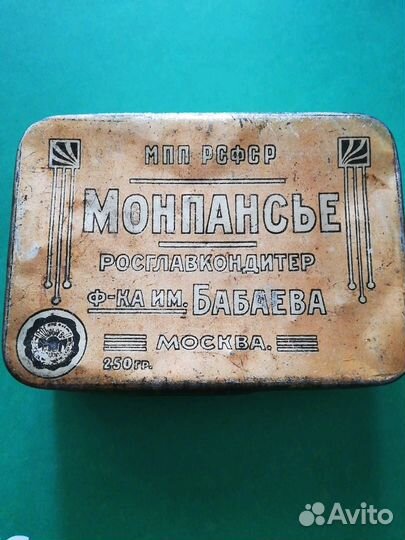 МПП РСФСР
МОНПАНСЬЕ
РОСГЛАВКОНДИТЕР
Ф-КА ИМ. БАБАЕВА
МОСКВА.
250 ГР.
Avito